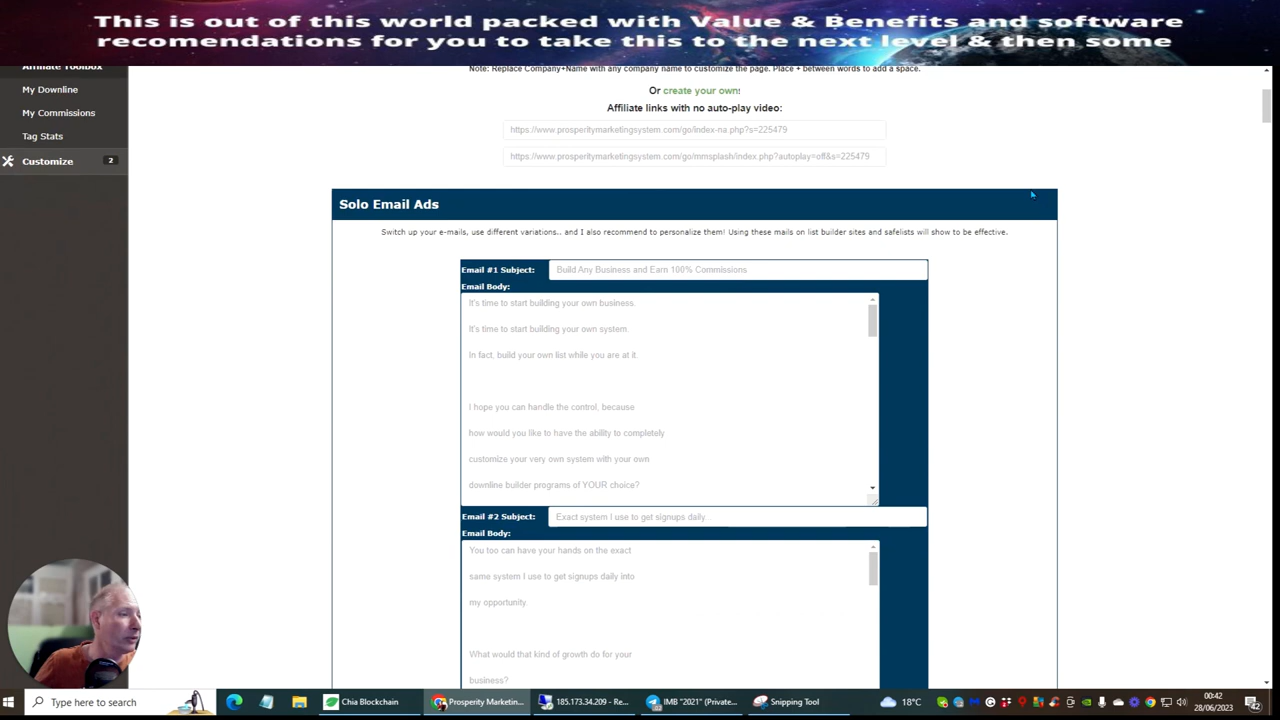 This is out of this world packed with Value & Benefits and software
recomendations for you to take this to the next level & then some
Affiliate Toolbox
My Downline
My Commissions
Tag Stats
Customize 2
Note: Replace Company+Name with any company name to customize the page. Place + between words to add a space.
Or create your own!
Affiliate links with no auto-play video:
https://www.prosperitymarketingsystem.com/go/index-na.php?s=225479
https://www.prosperitymarketingsystem.com/go/mmsplash/index.php?autoplay=off&s=225479
Solo Email Ads
Switch up your e-mails, use different variations.. and I also recommend to personalize them! Using these mails on list builder sites and safelists will show to be effective.
Email #1 Subject: Build Any Business and Earn 100% Commissions
Email Body:
It's time to start building your own business.
It's time to start building your own system.
In fact, build your own list while you are at it.
I hope you can handle the control, because
how would you like to have the ability to completely
customize your very own system with your own
downline builder programs of YOUR choice?
Email #2 Subject: Exact system I use to get signups daily...
Email Body:
You too can have your hands on the exact
same system I use to get signups daily into
my opportunity.
What would that kind of growth do for your
business?
Type here to search
Chia Blockchain
Prosperity Marketin...
185.173.34.209 - Re...
IMB "2021" (Private...
Snipping Tool
18°C
00:42
28/06/2023
42